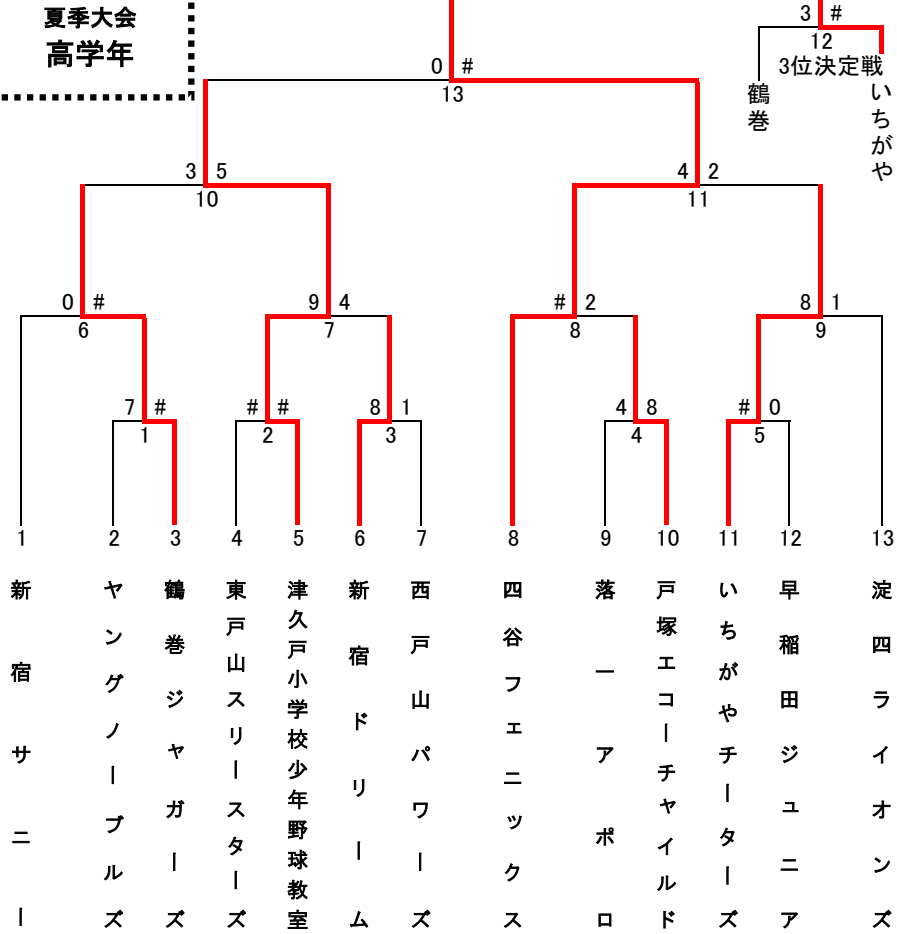 夏季大会
高学年
3 #
12
3位決定戦
鶴巻
いちがや
0 #
13
3 5
10
4 2
11
0 #
6
9 4
7
# 2
8
8 1
9
7 #
1
# #
2
8 1
3
4 8
4
# 0
5
1 2 3 4 5 6 7 8 9 10 11 12 13
新宿サニー
ヤングノーブルズ
鶴巻ジャガーズ
東戸山スリースターズ
津久戸小学校少年野球教室
新宿ドリーム
西戸山パワーズ
四谷フェニックス
落一アポロ
戸塚エコーチャイルド
いちがやチーターズ
早稲田ジュニア
淀四ライオンズ